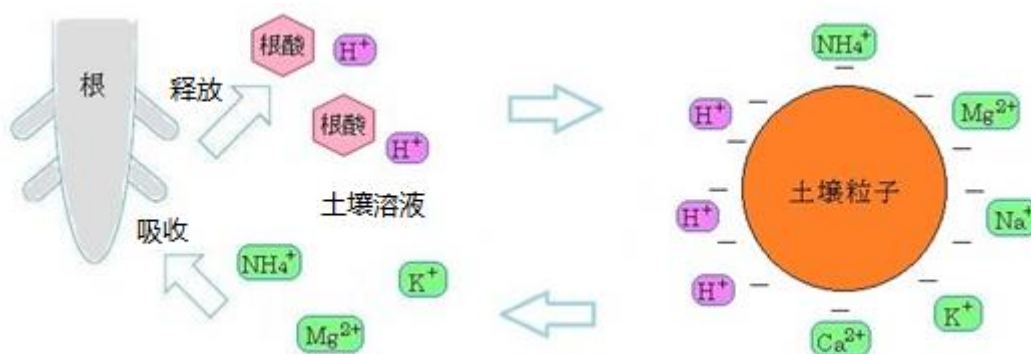 根
释放
根酸
H⁺
根酸
H⁺
土壤溶液
吸收
NH₄⁺
K⁺
Mg²⁺
NH₄⁺
H⁺
Mg²⁺
土壤粒子
H⁺
Na⁺
H⁺
K⁺
Ca²⁺